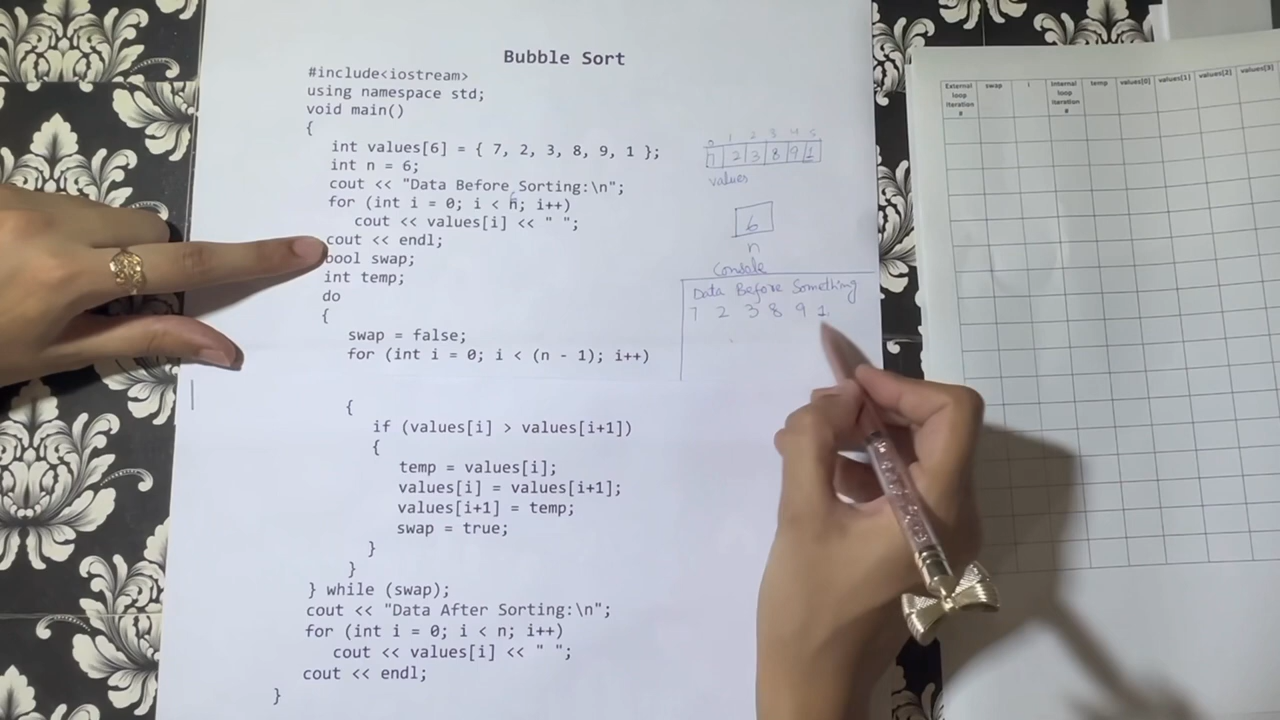 Bubble Sort
#include<iostream>
using namespace std;
void main()
{
int values[6] = { 7, 2, 3, 8, 9, 1 };
int n = 6;
cout << "Data Before Sorting:\n";
for (int i = 0; i < n; i++)
cout << values[i] << " ";
cout << endl;
bool swap;
int temp;
do
{
swap = false;
for (int i = 0; i < (n - 1); i++)
{
if (values[i] > values[i+1])
{
temp = values[i];
values[i] = values[i+1];
values[i+1] = temp;
swap = true;
}
}
} while (swap);
cout << "Data After Sorting:\n";
for (int i = 0; i < n; i++)
cout << values[i] << " ";
cout << endl;
}
0 1 2 3 4 5
7 2 3 8 9 1
values
6
n
Console
Data Before Something
7 2 3 8 9 1
External loop iteration # swap i Internal loop iteration # temp values[0] values[1] values[2] values[3]